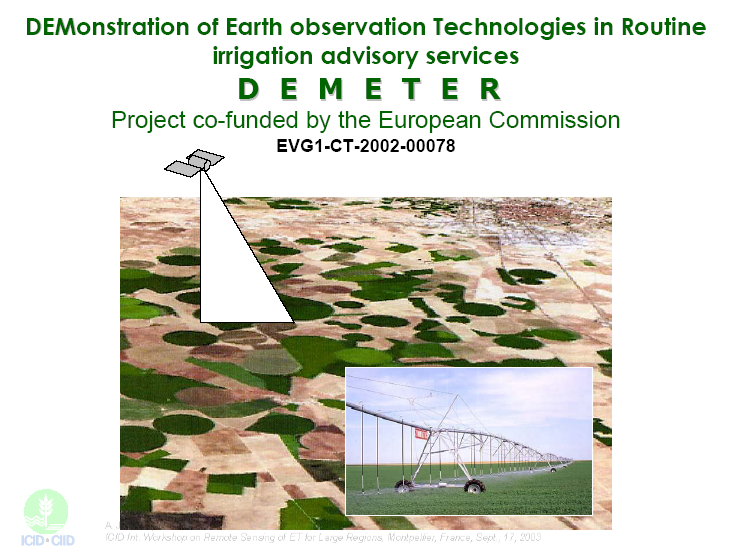 DEMonstration of Earth observation Technologies in Routine
irrigation advisory services
D E M E T E R
Project co-funded by the European Commission
EVG1-CT-2002-00078
ICID•CIID
ICID Int. Workshop on Remote Sensing of ET for Large Regions, Montpellier, France, Sept., 17, 2003